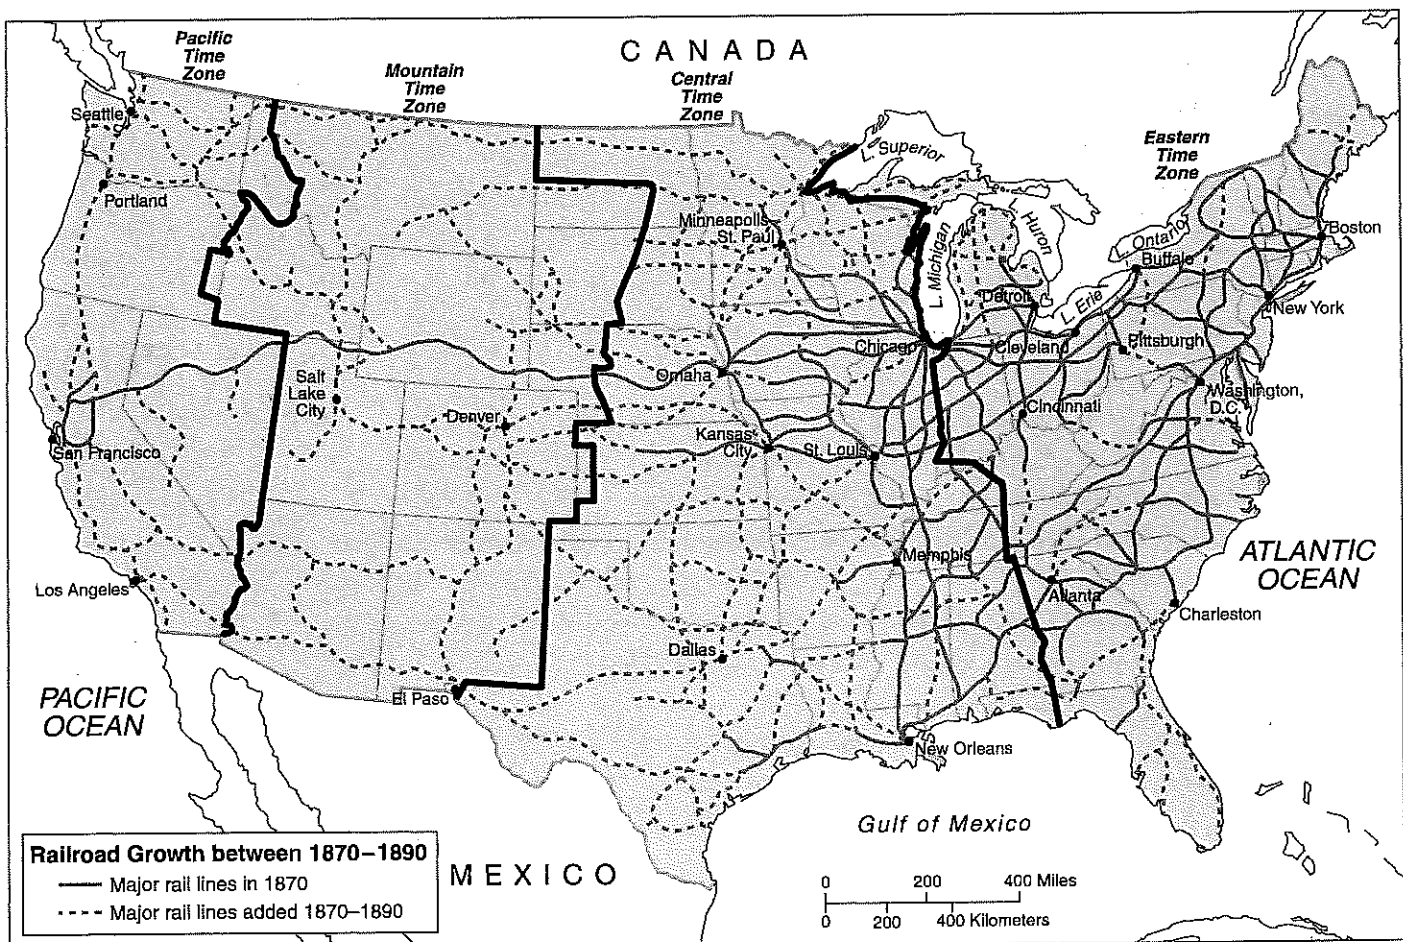 CANADA
Pacific
Time
Zone
Mountain
Time
Zone
Central
Time
Zone
Eastern
Time
Zone
Seattle
Portland
L. Superior
Minneapolis-
St. Paul
L. Michigan
Huron
L. Ontario
Buffalo
Boston
Detroit
L. Erie
New York
Chicago
Cleveland
Pittsburgh
Omaha
Salt
Lake
City
Washington,
D.C.
Denver
Cincinnati
San Francisco
Kansas
City
St. Louis
Memphis
Los Angeles
Atlanta
Charleston
ATLANTIC
OCEAN
Dallas
El Paso
PACIFIC
OCEAN
New Orleans
Gulf of Mexico
MEXICO
Railroad Growth between 1870–1890
Major rail lines in 1870
Major rail lines added 1870–1890
0 200 400 Miles
0 200 400 Kilometers